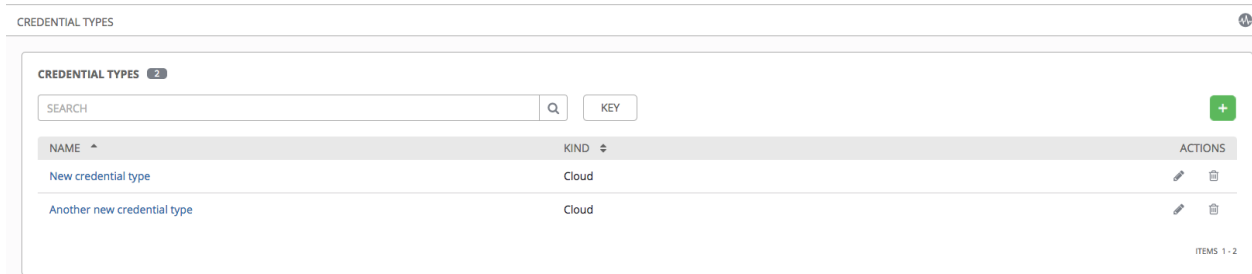 CREDENTIAL TYPES
CREDENTIAL TYPES 2
SEARCH KEY +
NAME KIND ACTIONS
New credential type Cloud
Another new credential type Cloud
ITEMS 1 - 2